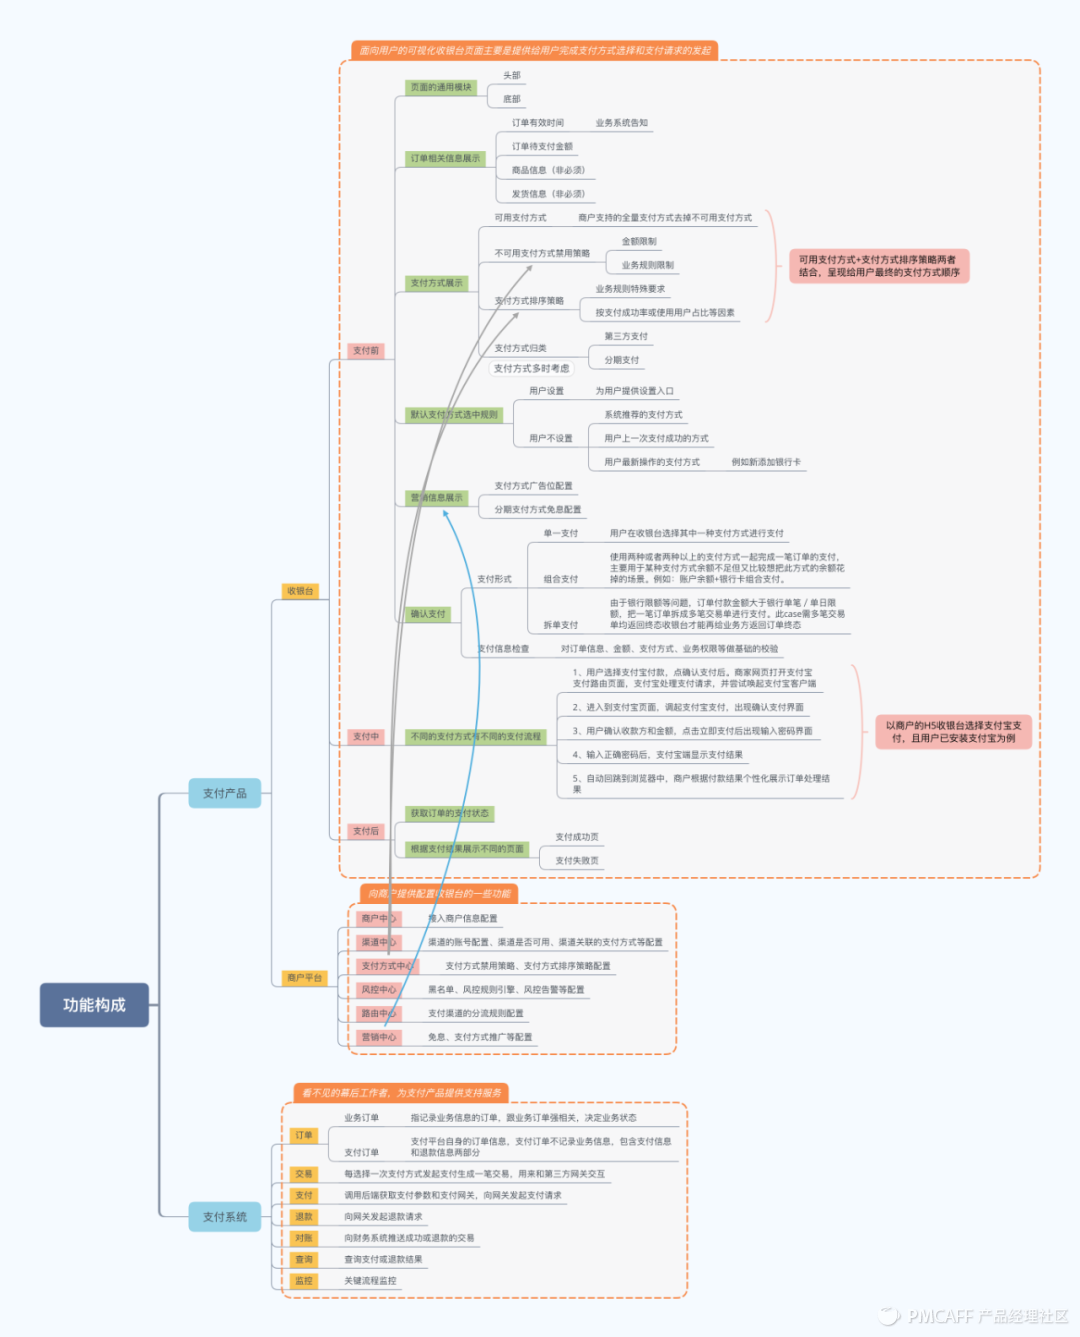 面向用户的可视化收银台页面主要是提供给用户完成支付方式选择和支付请求的发起
页面的通用模块
头部
底部
订单相关信息展示
订单有效时间
业务系统告知
订单待支付金额
商品信息（非必须）
发货信息（非必须）
支付方式展示
可用支付方式
商户支持的全量支付方式去掉不可用支付方式
不可用支付方式禁用策略
金额限制
业务规则限制
支付方式排序策略
业务规则特殊要求
按支付成功率或使用用户占比等因素
可用支付方式+支付方式排序策略两者
结合，呈现给用户最终的支付方式顺序
支付方式归类
第三方支付
分期支付
支付方式多时考虑
支付前
默认支付方式选中规则
用户设置
为用户提供设置入口
用户不设置
系统推荐的支付方式
用户上一次支付成功的方式
用户最新操作的支付方式
例如新添加银行卡
营销信息展示
支付方式广告位配置
分期支付方式免息配置
收银台
确认支付
支付形式
单一支付
用户在收银台选择其中一种支付方式进行支付
组合支付
使用两种或者两种以上的支付方式一起完成一笔订单的支付，
主要用于某种支付方式余额不足但又比较想把此方式的余额花
掉的场景。例如：账户余额+银行卡组合支付。
拆单支付
由于银行限额等问题，订单付款金额大于银行单笔 / 单日限
额，把一笔订单拆成多笔交易单进行支付。此case需多笔交易
单均返回终态收银台才能再给业务方返回订单终态
支付信息检查
对订单信息、金额、支付方式、业务权限等做基础的校验
支付中
不同的支付方式有不同的支付流程
1、用户选择支付宝付款，点确认支付后。商家网页打开支付宝
支付路由页面，支付宝处理支付请求，并尝试唤起支付宝客户端
2、进入到支付宝页面，调起支付宝支付，出现确认支付界面
3、用户确认收款方和金额，点击立即支付后出现输入密码界面
4、输入正确密码后，支付宝端显示支付结果
5、自动回跳到浏览器中，商户根据付款结果个性化展示订单处理结
果
以商户的H5收银台选择支付宝支
付，且用户已安装支付宝为例
支付产品
支付后
获取订单的支付状态
根据支付结果展示不同的页面
支付成功页
支付失败页
向商户提供配置收银台的一些功能
商户平台
商户中心
接入商户信息配置
渠道中心
渠道的账号配置、渠道是否可用、渠道关联的支付方式等配置
支付方式中心
支付方式禁用策略、支付方式排序策略配置
风控中心
黑名单、风控规则引擎、风控告警等配置
路由中心
支付渠道的分流规则配置
营销中心
免息、支付方式推广等配置
功能构成
看不见的幕后工作者，为支付产品提供支持服务
支付系统
订单
业务订单
指记录业务信息的订单，跟业务订单强相关，决定业务状态
支付订单
支付平台自身的订单信息，支付订单不记录业务信息，包含支付信息
和退款信息两部分
交易
每选择一次支付方式发起支付生成一笔交易，用来和第三方网关交互
支付
调用后端获取支付参数和支付网关，向网关发起支付请求
退款
向网关发起退款请求
对账
向财务系统推送成功或退款的交易
查询
查询支付或退款结果
监控
关键流程监控
PMCAFF 产品经理社区